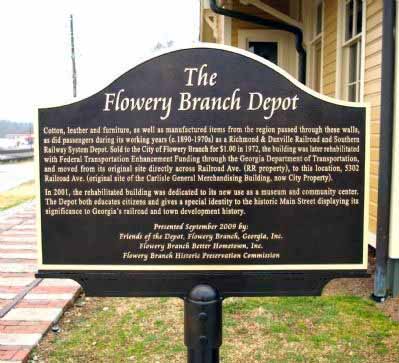 The
Flowery Branch Depot
Cotton, leather and furniture, as well as manufactured items from the region passed through these walls,
as did passengers during its working years (c.1890-1970s) as a Richmond & Danville Railroad and Southern
Railway System Depot. Sold to the City of Flowery Branch for $1.00 in 1972, the building was later rehabilitated
with Federal Transportation Enhancement Funding through the Georgia Department of Transportation,
and moved from its original site directly across Railroad Ave. (RR property), to this location, 5302
Railroad Ave. (original site of the Carlisle General Merchandising Building, now City Property).
In 2001, the rehabilitated building was dedicated to its new use as a museum and community center.
The Depot both educates citizens and gives a special identity to the historic Main Street displaying its
significance to Georgia's railroad and town development history.
Presented September 2009 by:
Friends of the Depot, Flowery Branch, Georgia, Inc.
Flowery Branch Better Hometown, Inc.
Flowery Branch Historic Preservation Commission